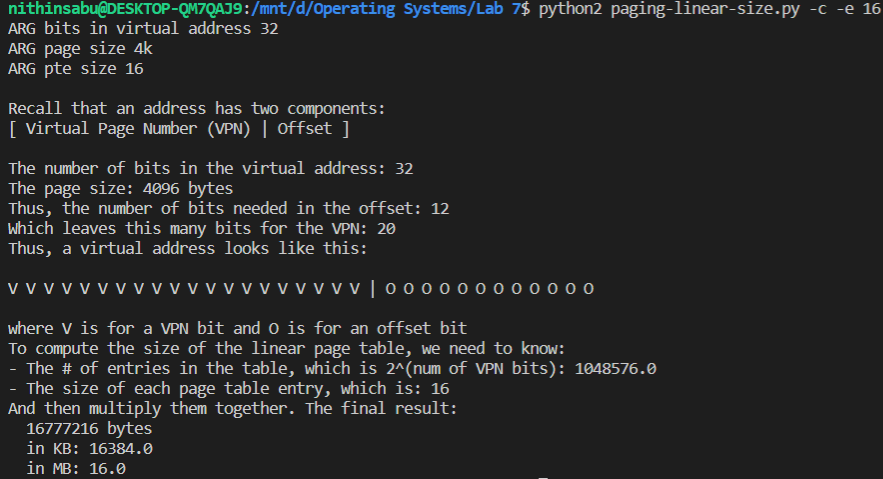 nithinsabu@DESKTOP-QM7QAJ9:/mnt/d/Operating Systems/Lab 7$ python2 paging-linear-size.py -c -e 16
ARG bits in virtual address 32
ARG page size 4k
ARG pte size 16
Recall that an address has two components:
[ Virtual Page Number (VPN) | Offset ]
The number of bits in the virtual address: 32
The page size: 4096 bytes
Thus, the number of bits needed in the offset: 12
Which leaves this many bits for the VPN: 20
Thus, a virtual address looks like this:
V V V V V V V V V V V V V V V V V V V V | O O O O O O O O O O O O
where V is for a VPN bit and O is for an offset bit
To compute the size of the linear page table, we need to know:
- The # of entries in the table, which is 2^(num of VPN bits): 1048576.0
- The size of each page table entry, which is: 16
And then multiply them together. The final result:
16777216 bytes
in KB: 16384.0
in MB: 16.0